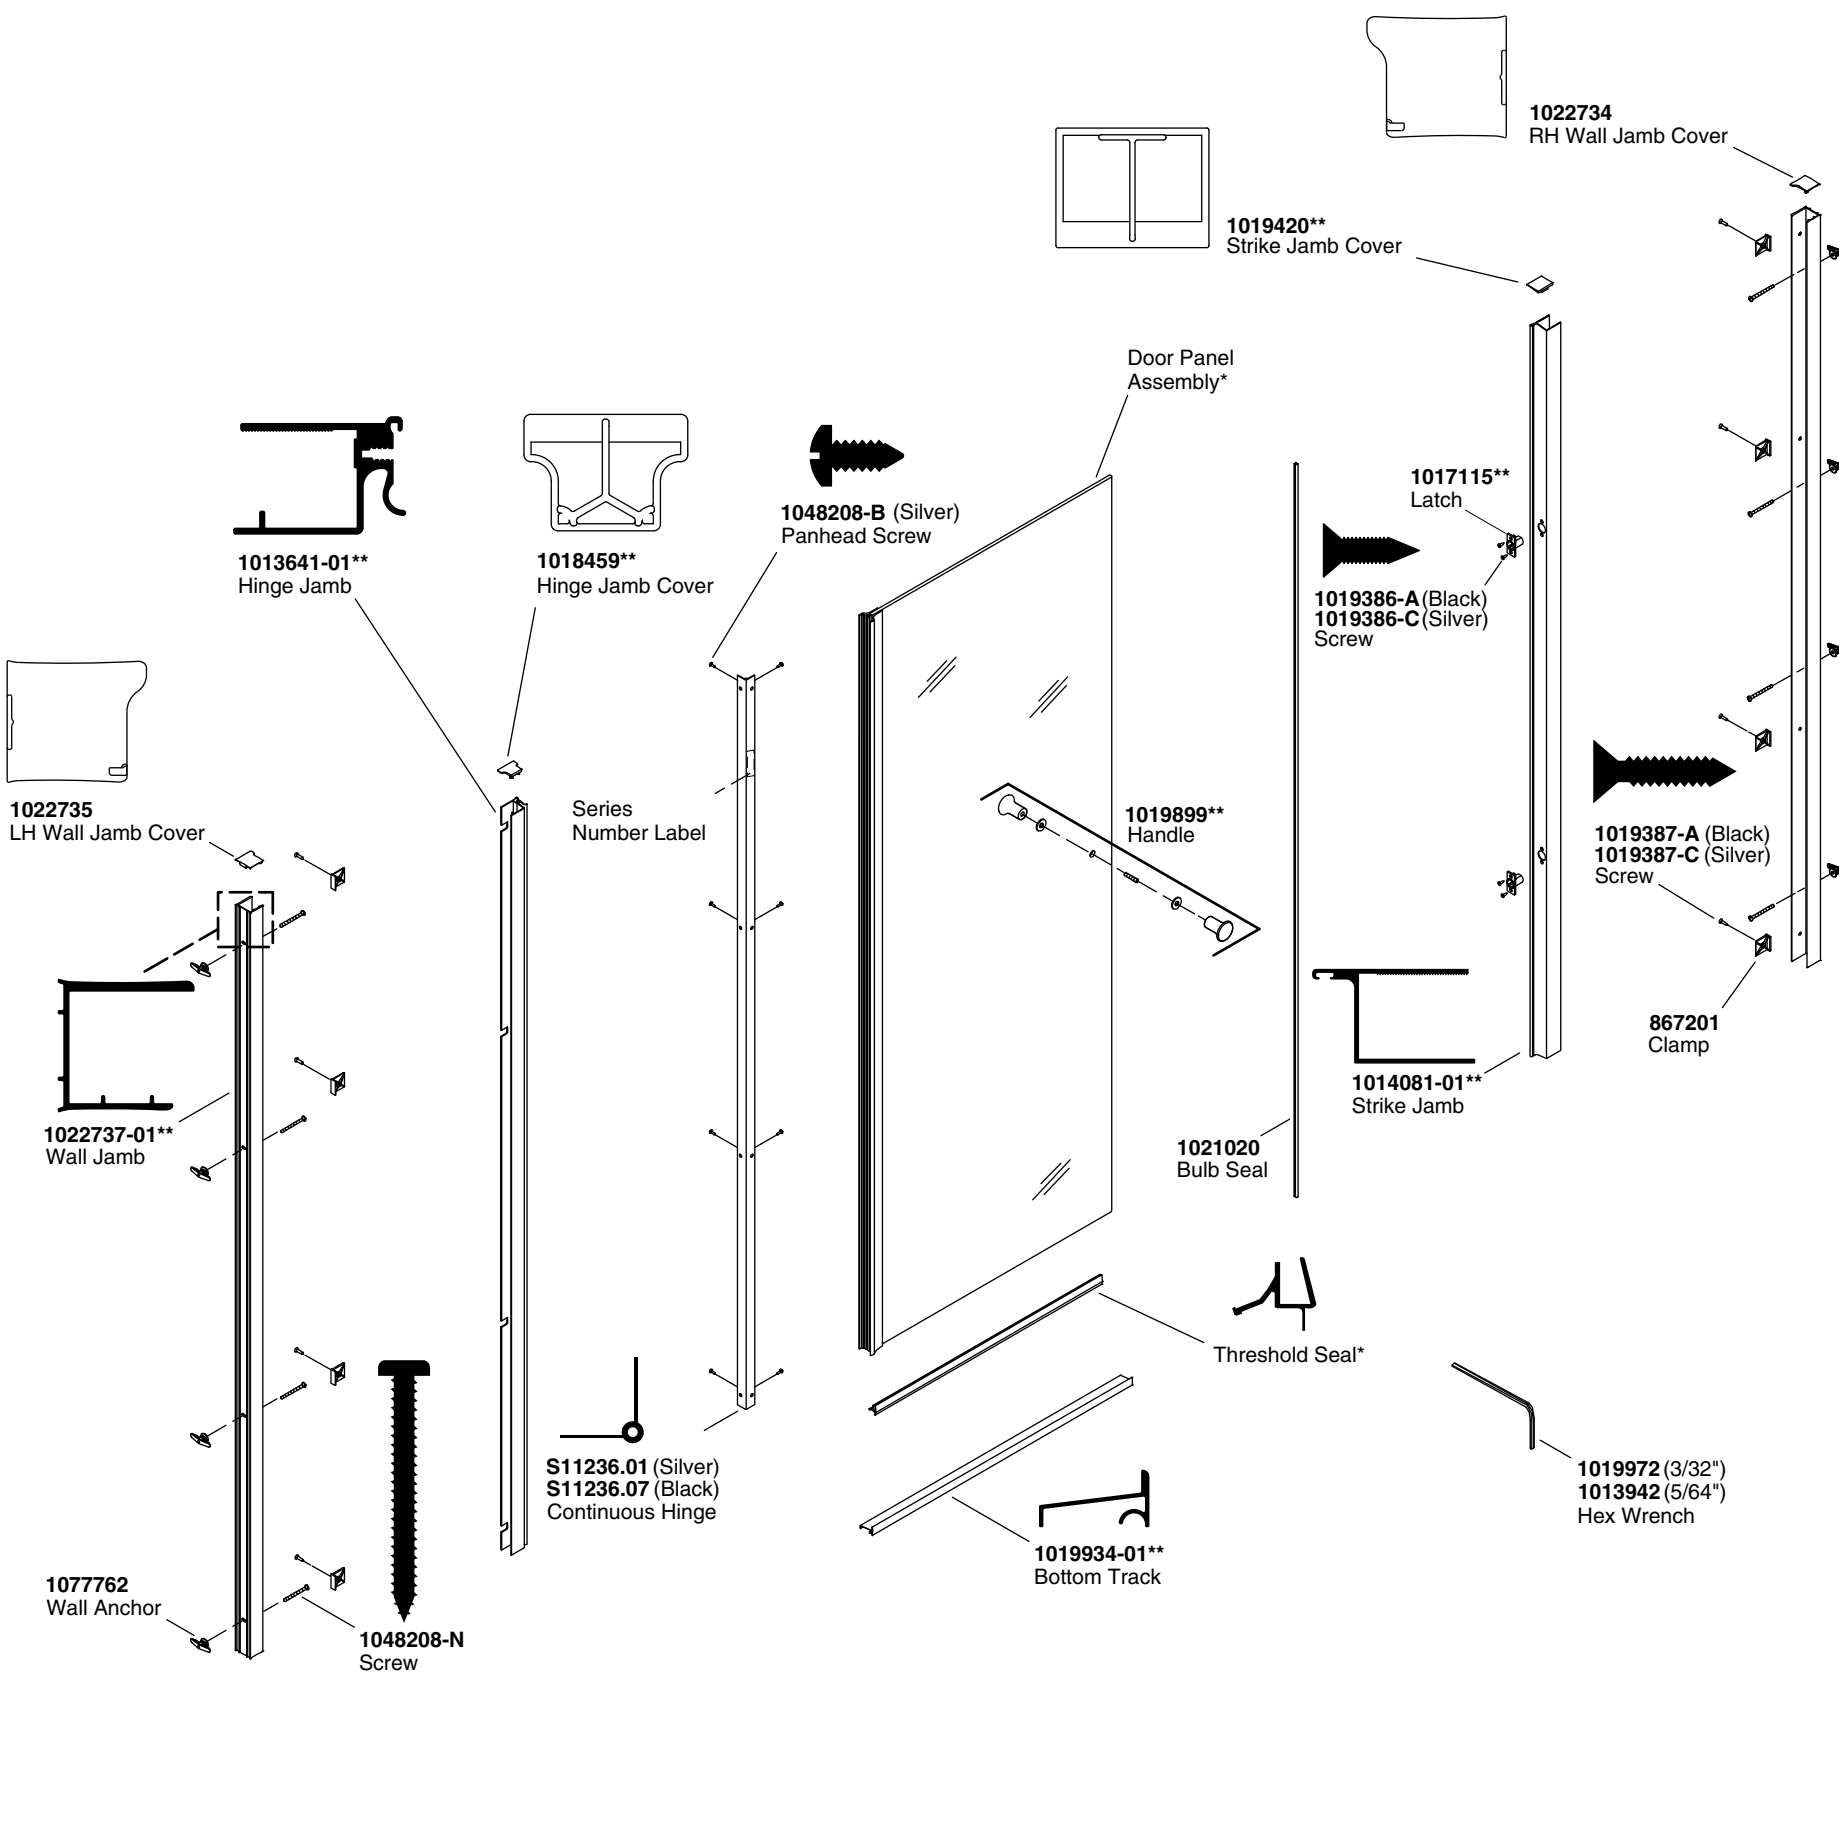 1022734
RH Wall Jamb Cover
1019420**
Strike Jamb Cover
Door Panel
Assembly*
1017115**
Latch
1048208-B (Silver)
Panhead Screw
1013641-01**
Hinge Jamb
1018459**
Hinge Jamb Cover
1019386-A (Black)
1019386-C (Silver)
Screw
1022735
LH Wall Jamb Cover
Series
Number Label
1019899**
Handle
1019387-A (Black)
1019387-C (Silver)
Screw
867201
Clamp
1014081-01**
Strike Jamb
1022737-01**
Wall Jamb
1021020
Bulb Seal
Threshold Seal*
S11236.01 (Silver)
S11236.07 (Black)
Continuous Hinge
1019972 (3/32")
1013942 (5/64")
Hex Wrench
1019934-01**
Bottom Track
1077762
Wall Anchor
1048208-N
Screw